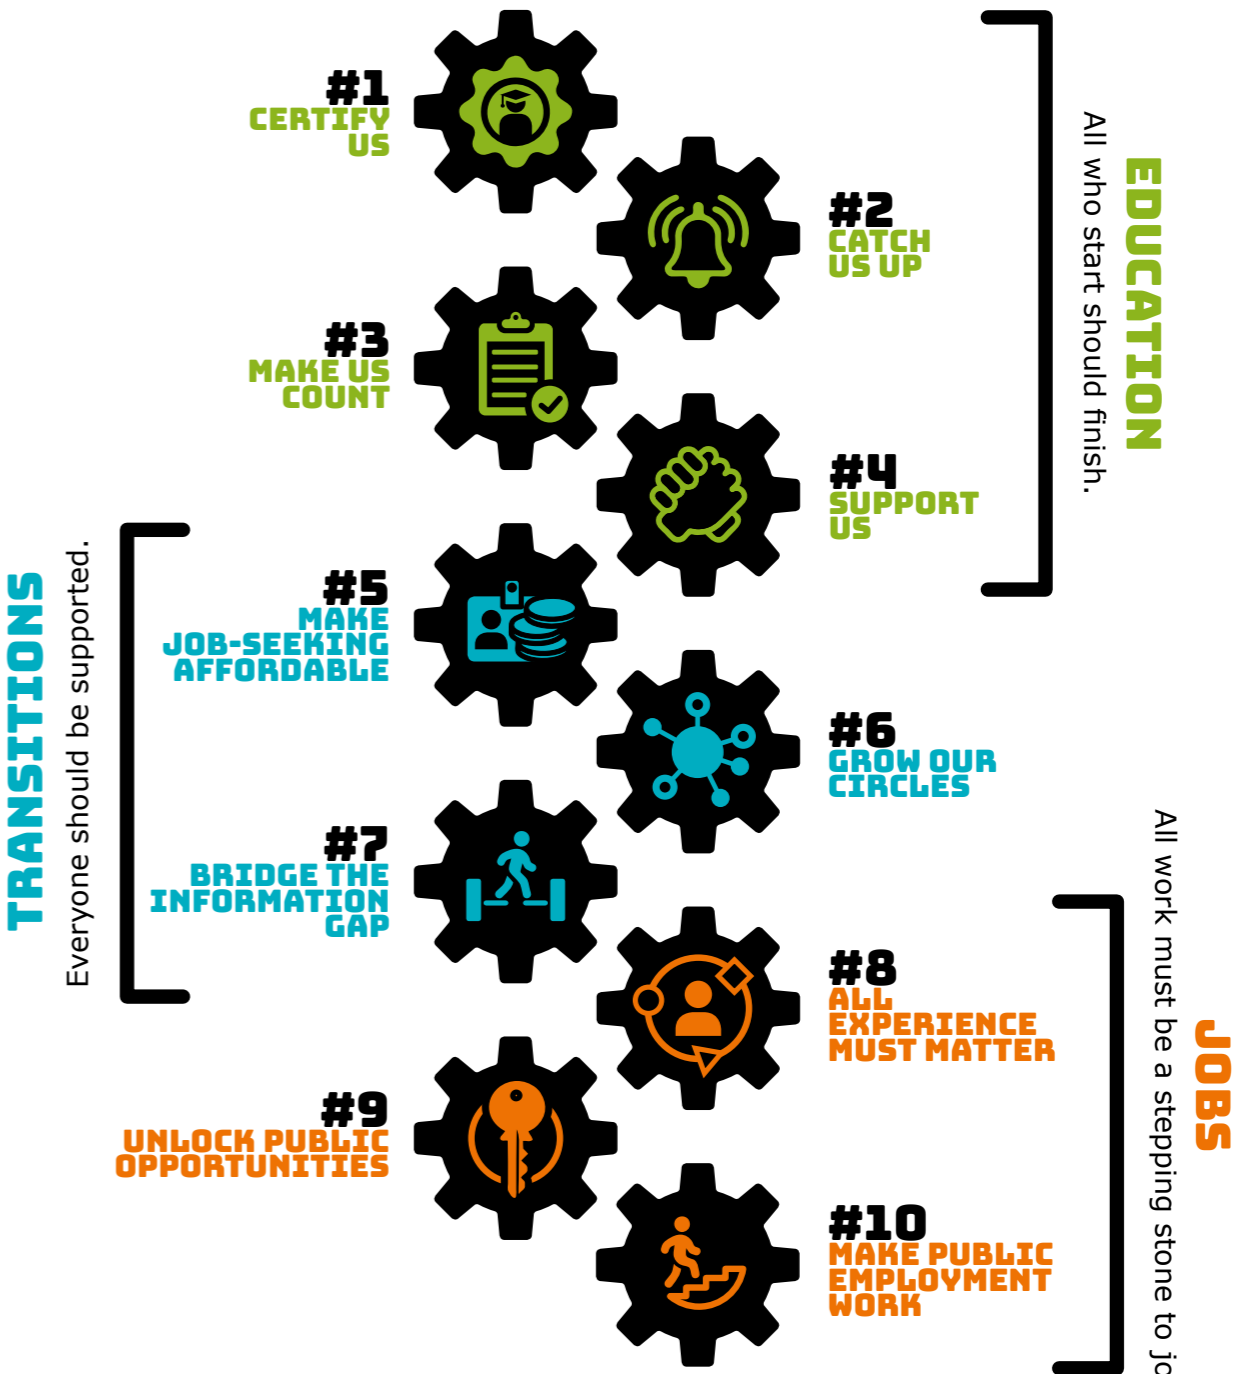 #1
CERTIFY
US
#2
CATCH
US UP
#3
MAKE US
COUNT
#4
SUPPORT
US
EDUCATION
All who start should finish.
#5
MAKE
JOB-SEEKING
AFFORDABLE
#6
GROW OUR
CIRCLES
#7
BRIDGE THE
INFORMATION
GAP
TRANSITIONS
Everyone should be supported.
#8
ALL
EXPERIENCE
MUST MATTER
#9
UNLOCK PUBLIC
OPPORTUNITIES
#10
MAKE PUBLIC
EMPLOYMENT
WORK
JOBS
All work must be a stepping stone to